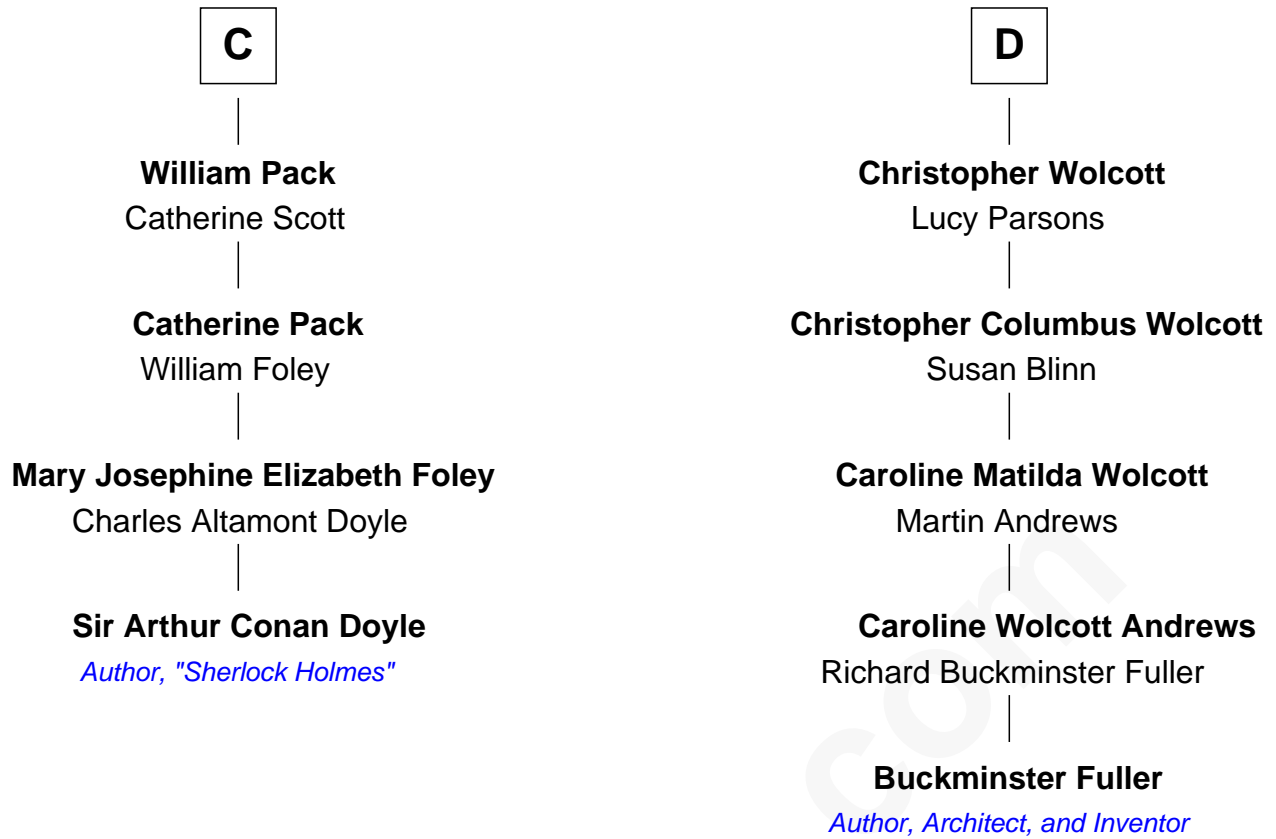 C
William Pack
Catherine Scott
Catherine Pack
William Foley
Mary Josephine Elizabeth Foley
Charles Altamont Doyle
Sir Arthur Conan Doyle
Author, "Sherlock Holmes"
D
Christopher Wolcott
Lucy Parsons
Christopher Columbus Wolcott
Susan Blinn
Caroline Matilda Wolcott
Martin Andrews
Caroline Wolcott Andrews
Richard Buckminster Fuller
Buckminster Fuller
Author, Architect, and Inventor
com